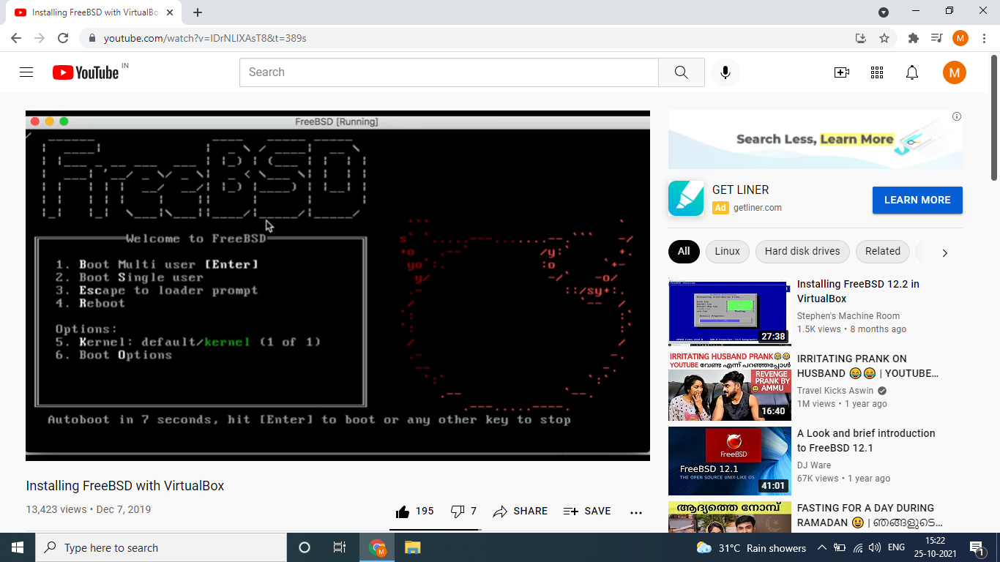 Installing FreeBSD with VirtualBo
youtube.com/watch?v=IDrNLIXAsT8&t=389s
M
YouTube IN
Search
M
FreeBSD [Running]
FreeBSD
Welcome to FreeBSD
1. Boot Multi user [Enter]
2. Boot Single user
3. Escape to loader prompt
4. Reboot
Options:
5. Kernel: default/kernel (1 of 1)
6. Boot Options
Autoboot in 7 seconds, hit [Enter] to boot or any other key to stop
Installing FreeBSD with VirtualBox
13,423 views • Dec 7, 2019
195
7
SHARE
SAVE
Search Less, Learn More
GET LINER
Ad getliner.com
LEARN MORE
All
Linux
Hard disk drives
Related
27:38
Installing FreeBSD 12.2 in
VirtualBox
Stephen's Machine Room
1.5K views • 8 months ago
IRRITATING HUSBAND PRANK😂😂
YOUTUBE വേണ്ട എന്ന് പറഞ്ഞപ്പോൾ
REVENGE
PRANK BY
AMMU
16:40
IRRITATING PRANK ON
HUSBAND 😂😂 | YOUTUBE…
Travel Kicks Aswin
1M views • 1 year ago
FreeBSD
FreeBSD 12.1
THE OPEN SOURCE UNIX-LIKE OS
41:01
A Look and brief introduction
to FreeBSD 12.1
DJ Ware
67K views • 1 year ago
ആദ്യത്തെ നോമ്പ്
FASTING FOR A DAY DURING
RAMADAN 😃 | ഞങ്ങളുടെ…
Type here to search
M
31°C Rain showers
ENG
15:22
25-10-2021
1